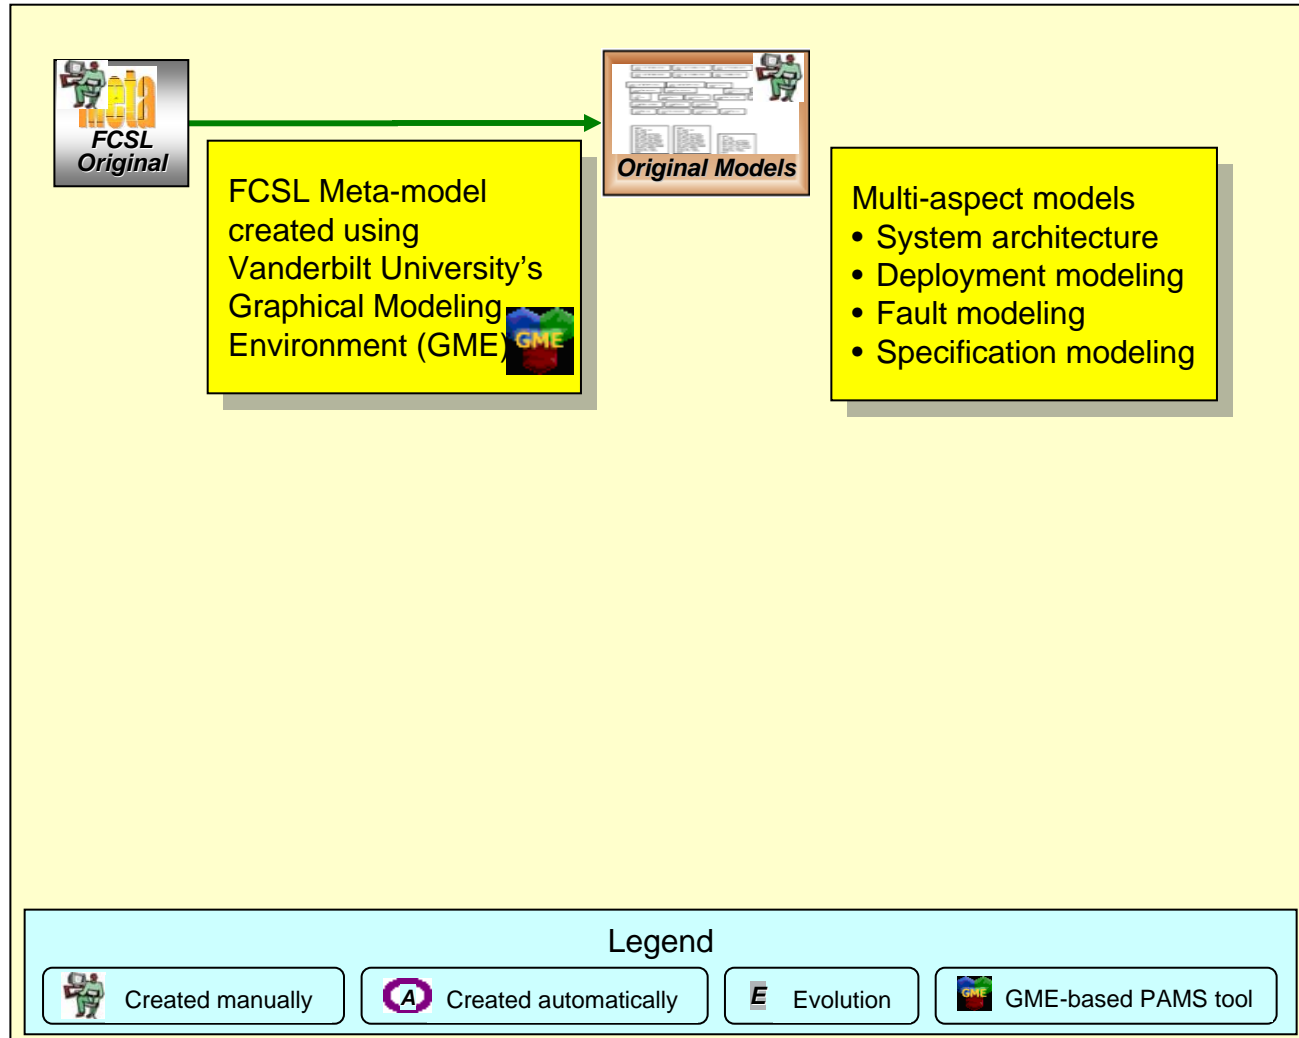 meta
FCSL
Original
Original Models
FCSL Meta-model
created using
Vanderbilt University’s
Graphical Modeling
Environment (GME)
GME
Multi-aspect models
• System architecture
• Deployment modeling
• Fault modeling
• Specification modeling
Legend
Created manually
A Created automatically
E Evolution
GME GME-based PAMS tool